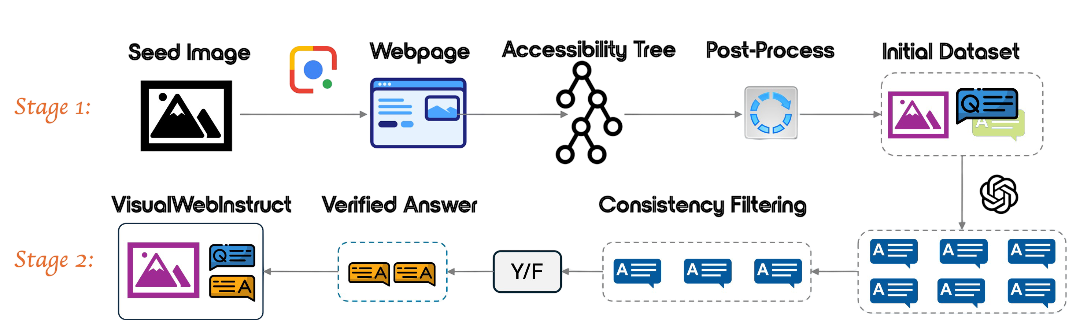 Seed Image
Webpage
Accessibility Tree
Post-Process
Initial Dataset
Stage 1:
Q
A
VisualWebInstruct
Verified Answer
Consistency Filtering
Stage 2:
Q
A
A
A
Y/F
A
A
A
A
A
A
A
A
A